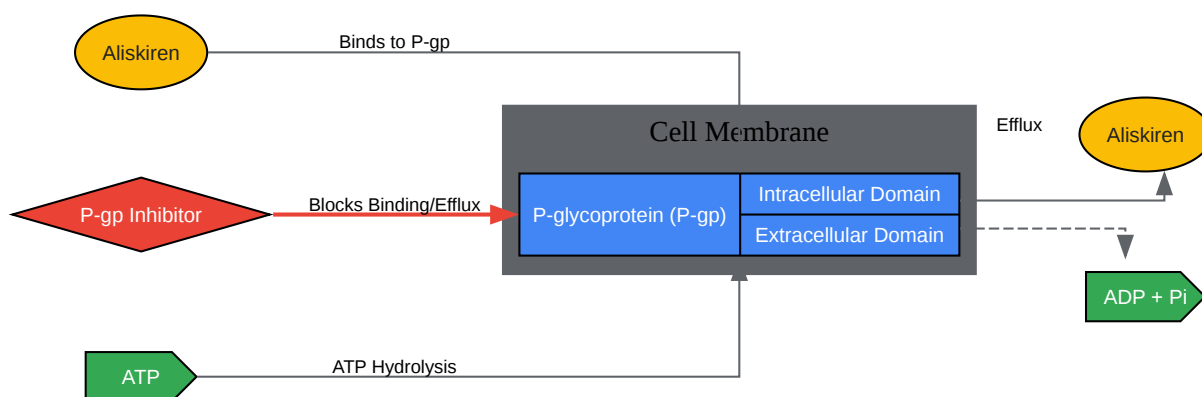 Aliskiren
Binds to P-gp
Cell Membrane
Efflux
Aliskiren
P-gp Inhibitor
Blocks Binding/Efflux
P-glycoprotein (P-gp)
Intracellular Domain
Extracellular Domain
ADP + Pi
ATP
ATP Hydrolysis